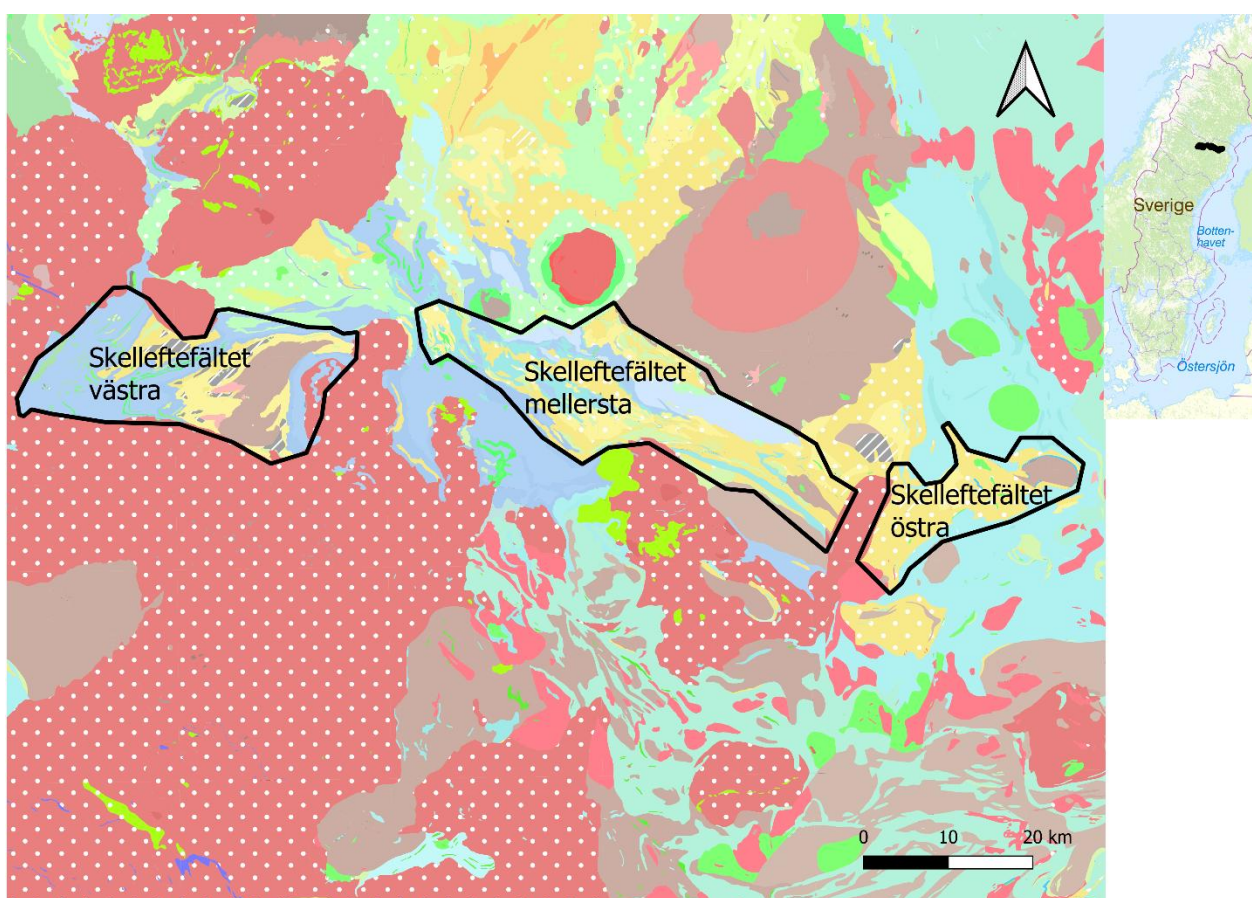 Skelleftefältet
västra
Skelleftefältet
mellersta
Skelleftefältet
östra
0 10 20 km
Sverige
Botten-
havet
Östersjön